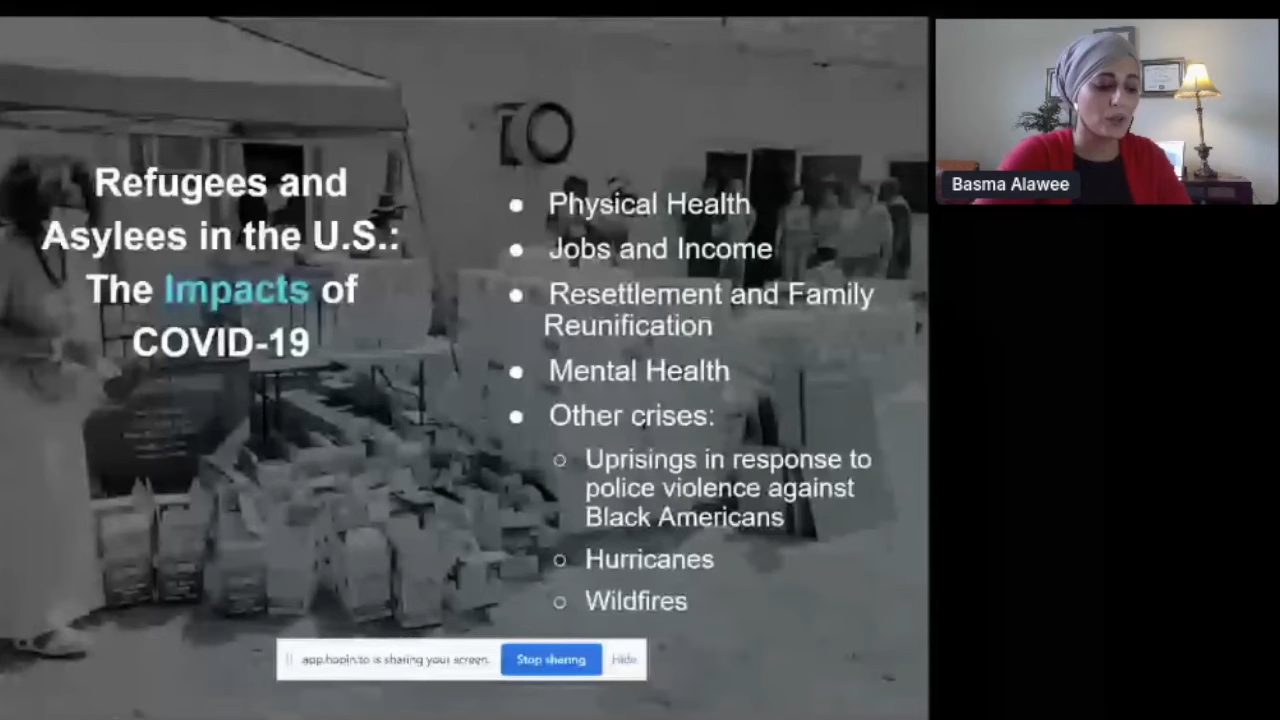 Refugees and
Asylees in the U.S.:
The Impacts of
COVID-19
● Physical Health
● Jobs and Income
● Resettlement and Family
Reunification
● Mental Health
● Other crises:
○ Uprisings in response to
police violence against
Black Americans
○ Hurricanes
○ Wildfires
Basma Alawee
app.hopin.to is sharing your screen. Stop sharing Hide